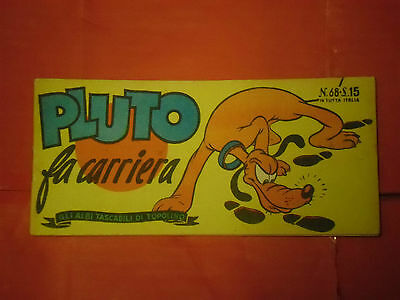 PLUTO
fa carriera
N. 68 - L. 15
IN TUTTA ITALIA
GLI ALBI TASCABILI DI TOPOLINO